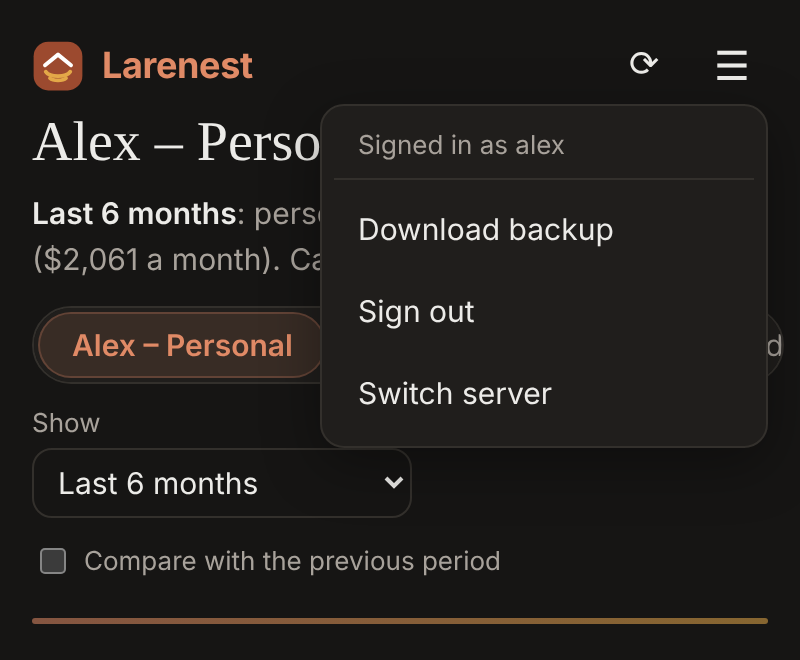 Larenest
Alex – Perso
Signed in as alex
Last 6 months: pers
($2,061 a month). Ca
Download backup
Sign out
Switch server
Alex – Personal
d
Show
Last 6 months
Compare with the previous period